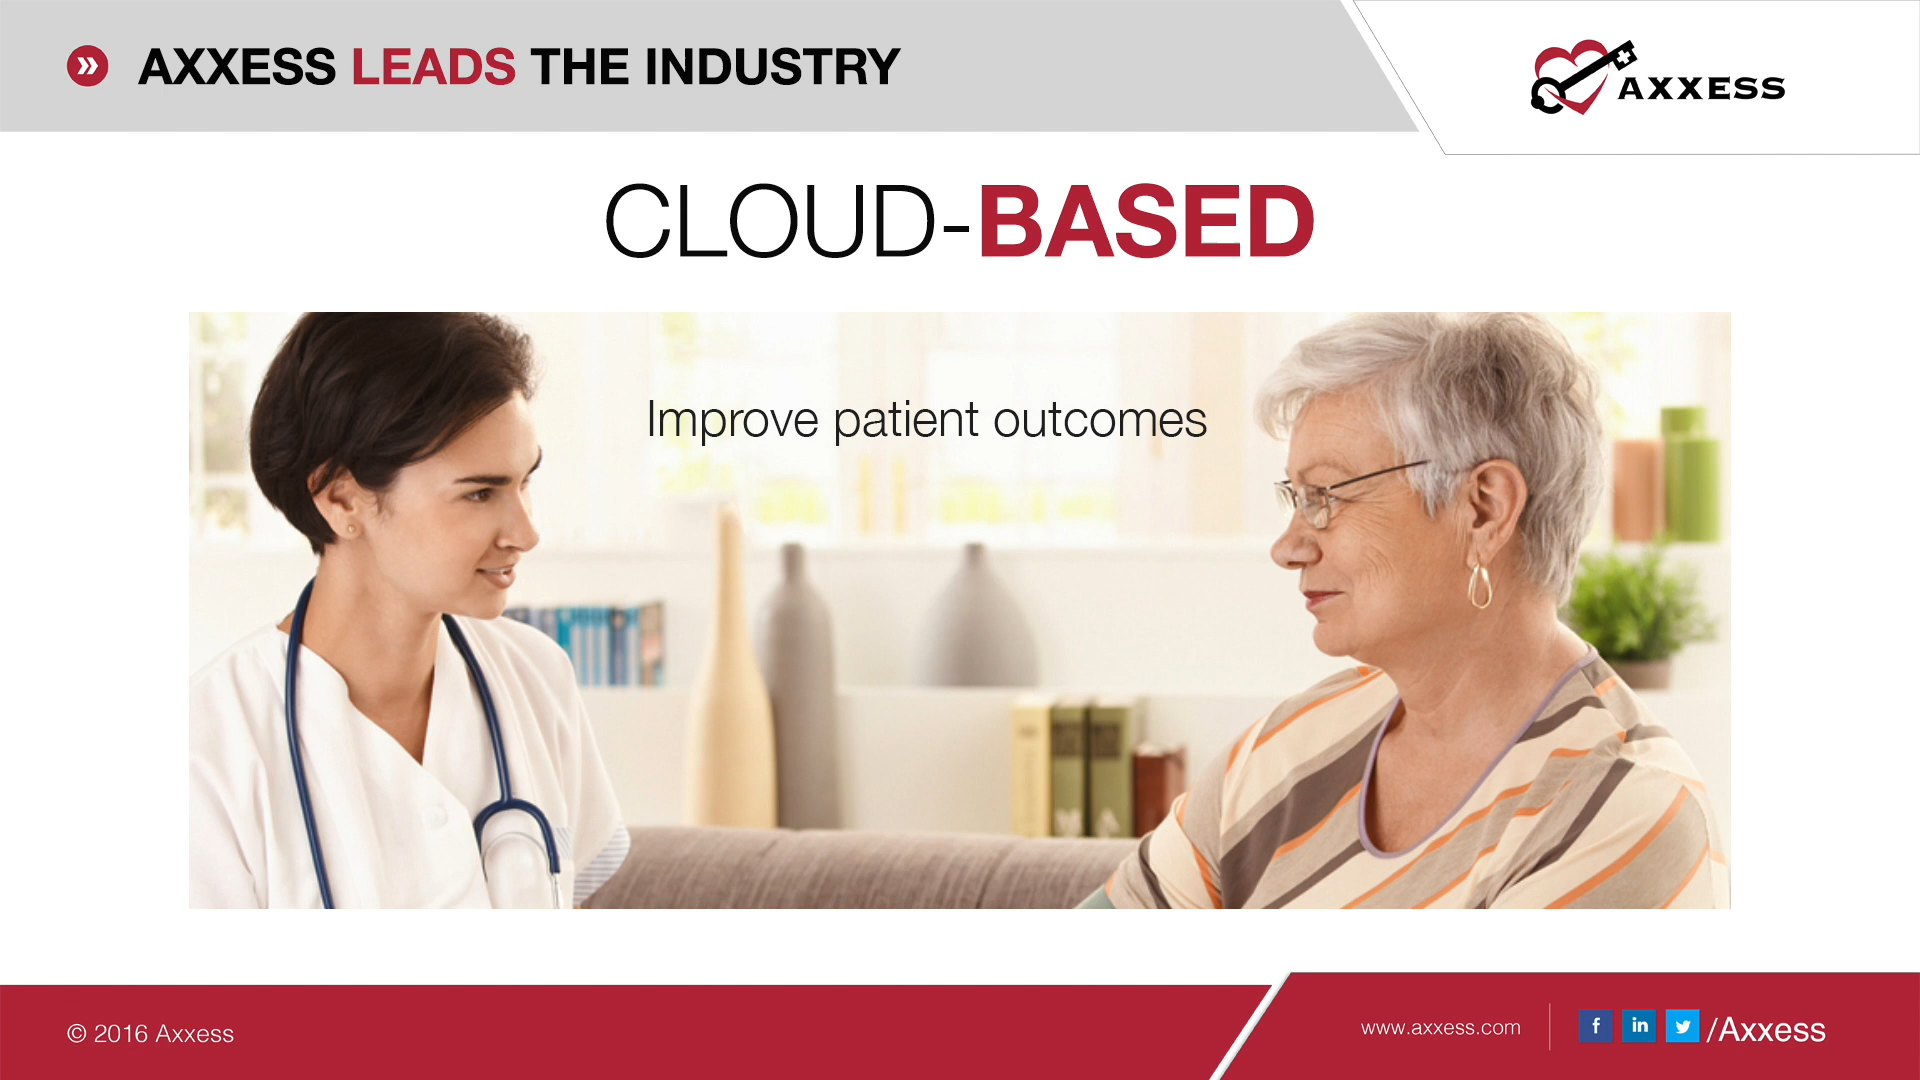 AXXESS LEADS THE INDUSTRY
AXXESS
CLOUD-BASED
Improve patient outcomes
© 2016 Axxess
www.axxess.com
f in /Axxess